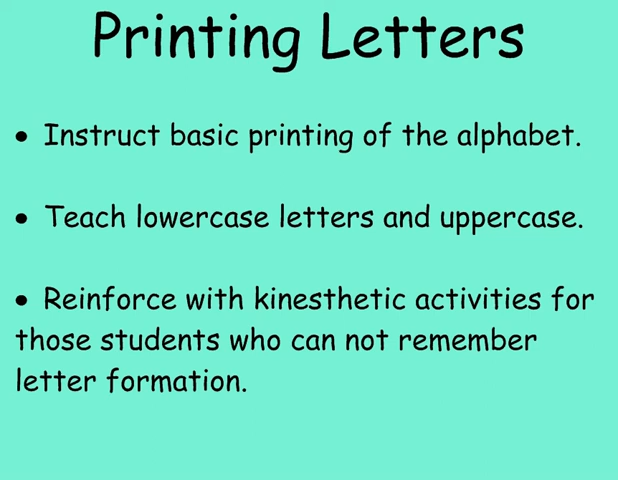 Printing Letters
• Instruct basic printing of the alphabet.
• Teach lowercase letters and uppercase.
• Reinforce with kinesthetic activities for
those students who can not remember
letter formation.